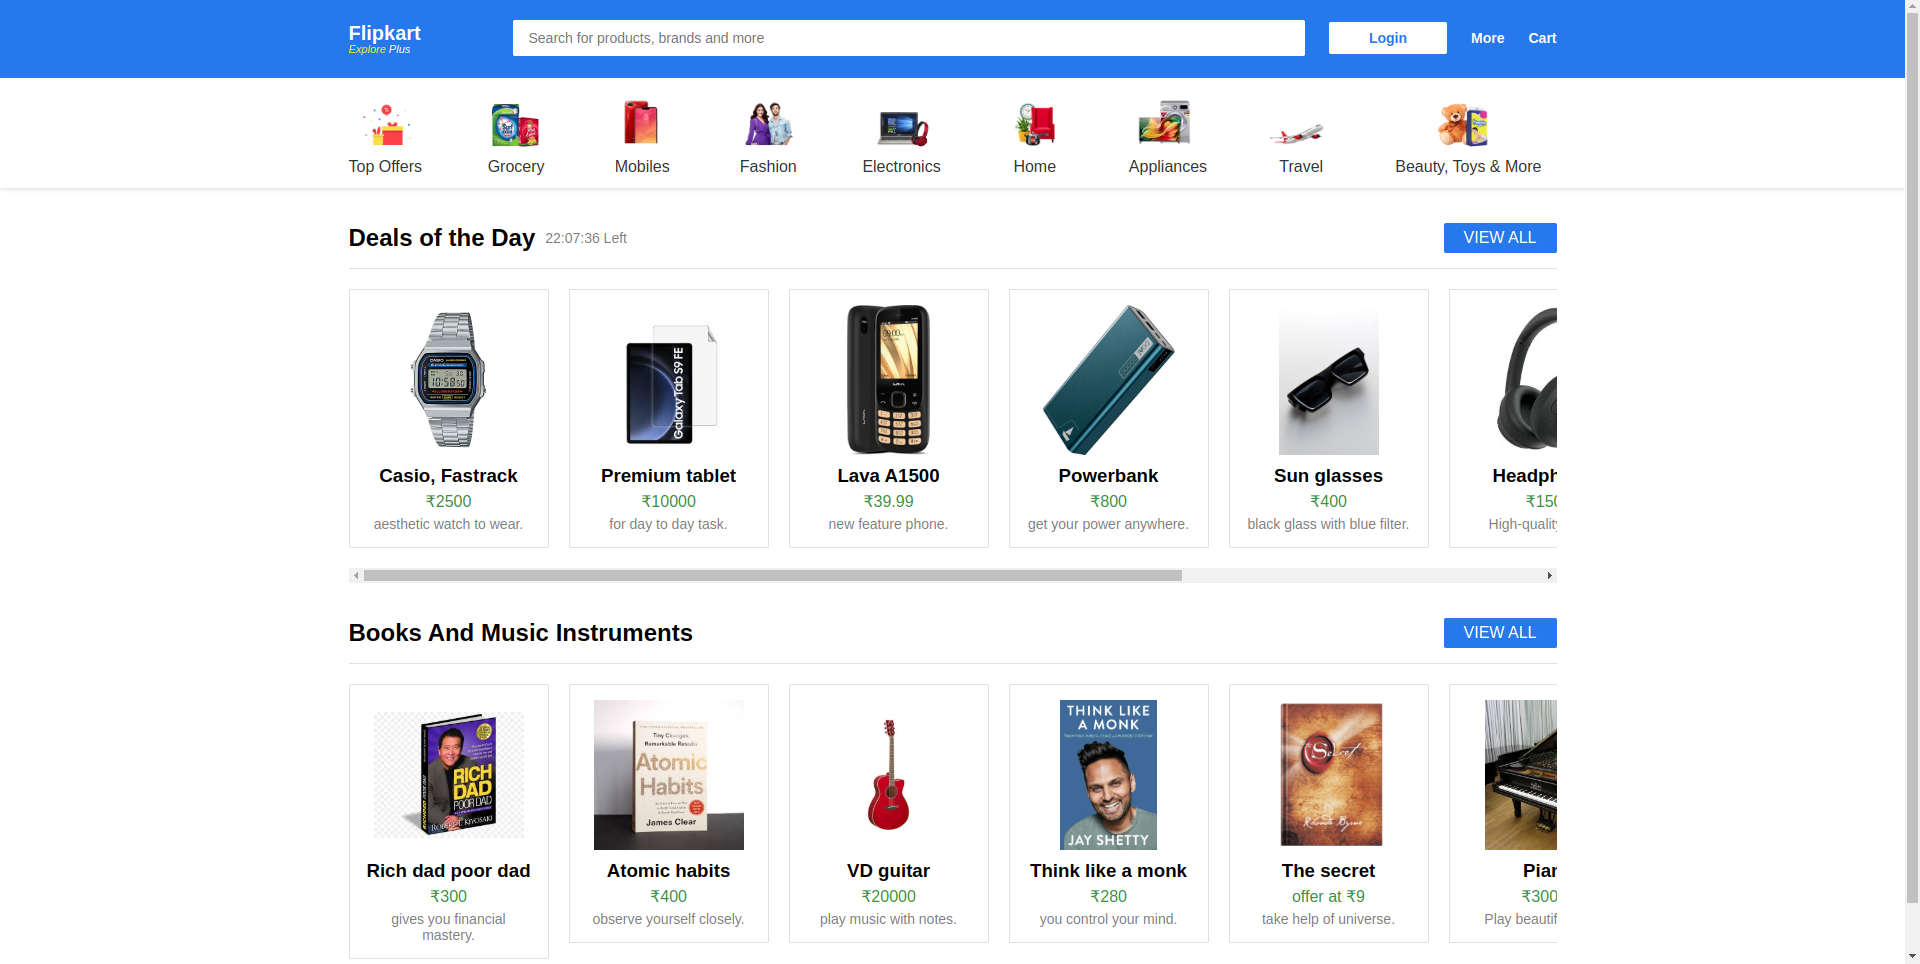 Flipkart
Explore Plus
Search for products, brands and more
Login
More
Cart
Top Offers
Grocery
Mobiles
Fashion
Electronics
Home
Appliances
Travel
Beauty, Toys & More
Deals of the Day 22:07:36 Left
VIEW ALL
CASIO
10:58 50
Galaxy Tab S9 FE
LAVA
Casio, Fastrack
₹2500
aesthetic watch to wear.
Premium tablet
₹10000
for day to day task.
Lava A1500
₹39.99
new feature phone.
Powerbank
₹800
get your power anywhere.
Sun glasses
₹400
black glass with blue filter.
Headph
₹150
High-quality
Books And Music Instruments
VIEW ALL
RICH
DAD
POOR DAD
ROBERT T. KIYOSAKI
Tiny Changes,
Remarkable Results
Atomic
Habits
James Clear
THINK LIKE
A MONK
JAY SHETTY
The Secret
Rhonda Byrne
Rich dad poor dad
₹300
gives you financial
mastery.
Atomic habits
₹400
observe yourself closely.
VD guitar
₹20000
play music with notes.
Think like a monk
₹280
you control your mind.
The secret
offer at ₹9
take help of universe.
Pian
₹300
Play beautif